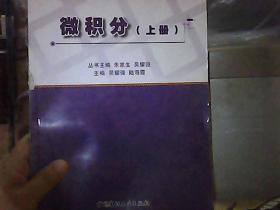 微积分(上册)
丛书主编 朱家生 吴耀强
主编 吴耀强 陆海霞